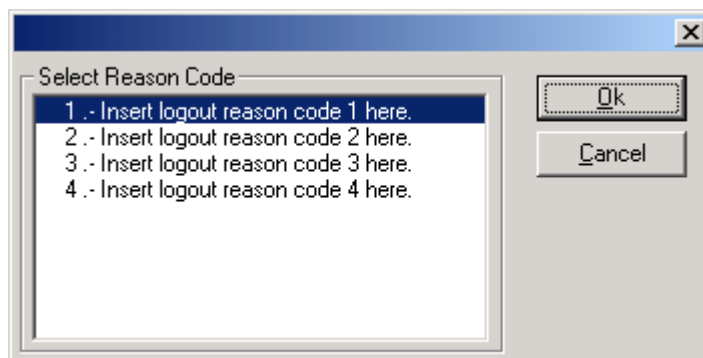 Select Reason Code
1 .- Insert logout reason code 1 here.
2 .- Insert logout reason code 2 here.
3 .- Insert logout reason code 3 here.
4 .- Insert logout reason code 4 here.
Ok
Cancel